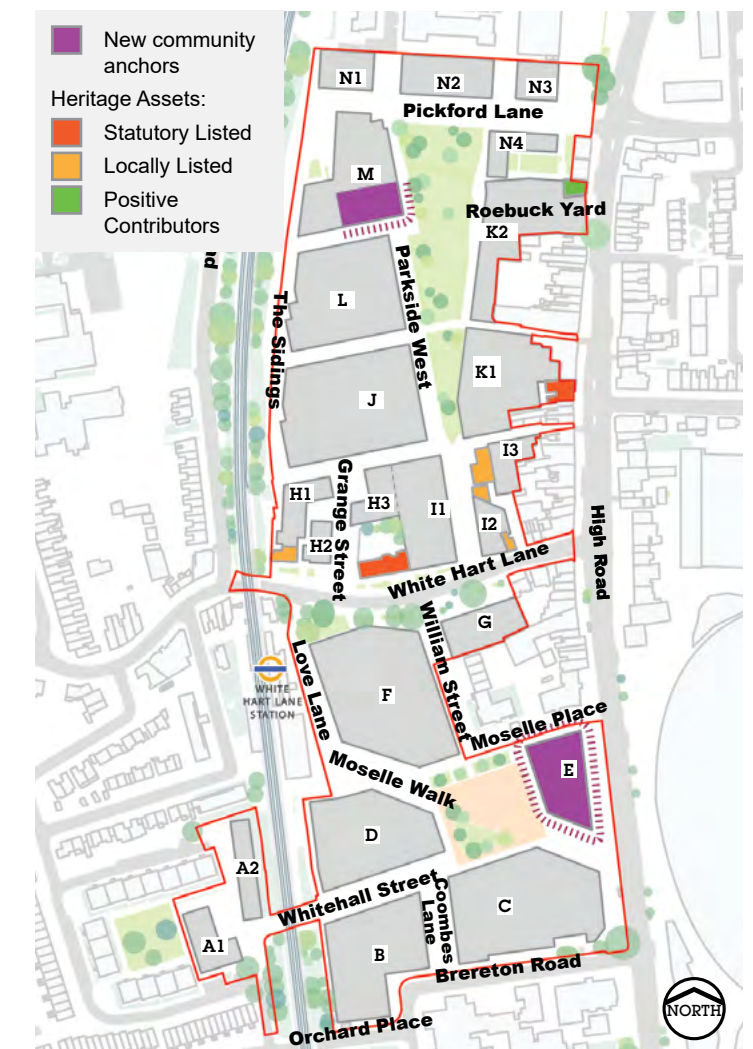 New community
anchors
Heritage Assets:
Statutory Listed
Locally Listed
Positive
Contributors
N1
N2
N3
Pickford Lane
N4
M
Roebuck Yard
K2
Parkside West
The Sidings
L
K1
J
I3
Grange Street
H1
H3
I1
I2
H2
High Road
White Hart Lane
William Street
G
Love Lane
WHITE
HART LANE
STATION
F
Moselle Place
E
Moselle Walk
D
A2
Whitehall Street
Coombes
Lane
C
A1
B
Brereton Road
Orchard Place
NORTH